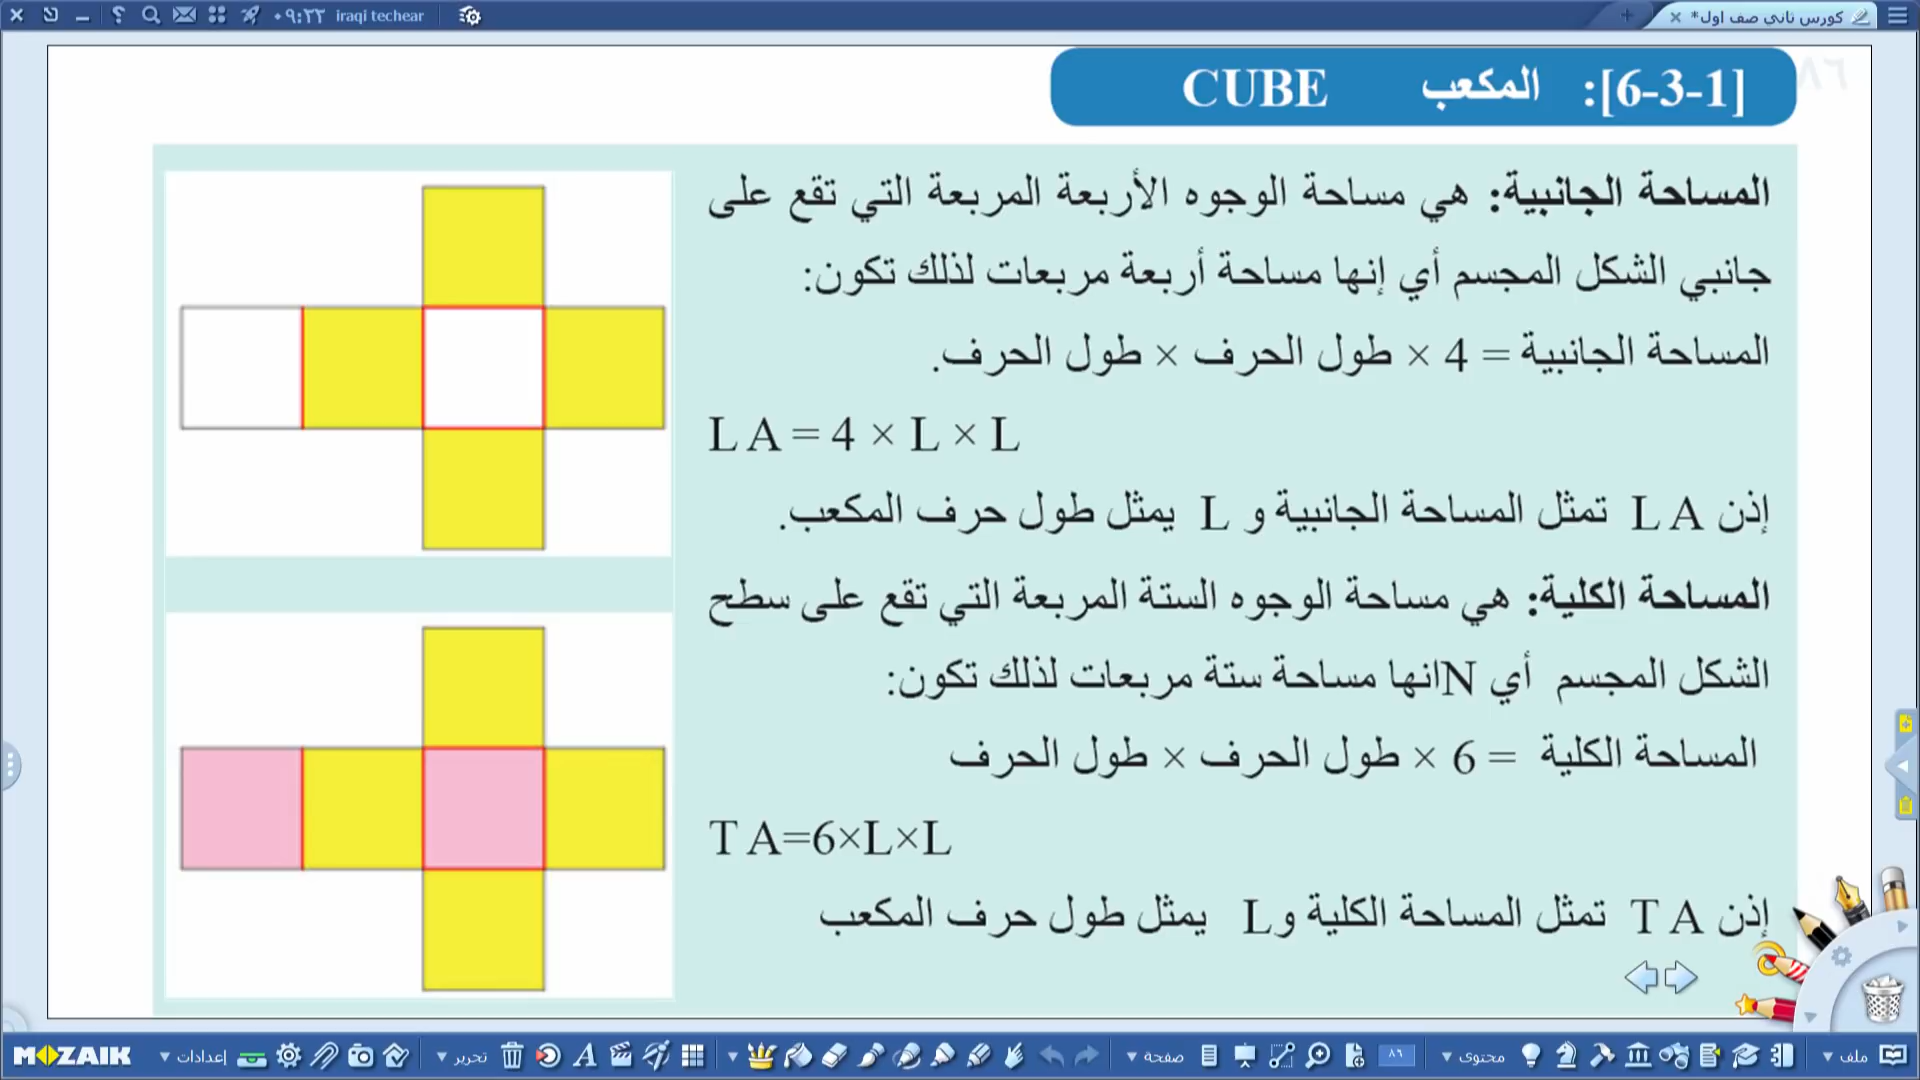 ٠٩:٢٣ iraqi techear
كورس ثاني صف اول*
٨٦
[6-3-1]: المكعب CUBE
المساحة الجانبية: هي مساحة الوجوه الأربعة المربعة التي تقع على
جانبي الشكل المجسم أي إنها مساحة أربعة مربعات لذلك تكون:
المساحة الجانبية = 4 × طول الحرف × طول الحرف.
L A = 4 × L × L
إذن L A تمثل المساحة الجانبية و L يمثل طول حرف المكعب.
المساحة الكلية: هي مساحة الوجوه الستة المربعة التي تقع على سطح
الشكل المجسم أي Nانها مساحة ستة مربعات لذلك تكون:
المساحة الكلية = 6 × طول الحرف × طول الحرف
T A=6×L×L
إذن T A تمثل المساحة الكلية وL يمثل طول حرف المكعب
ملف محتوى ٨٦ صفحة تحرير إعدادات MOZAIK